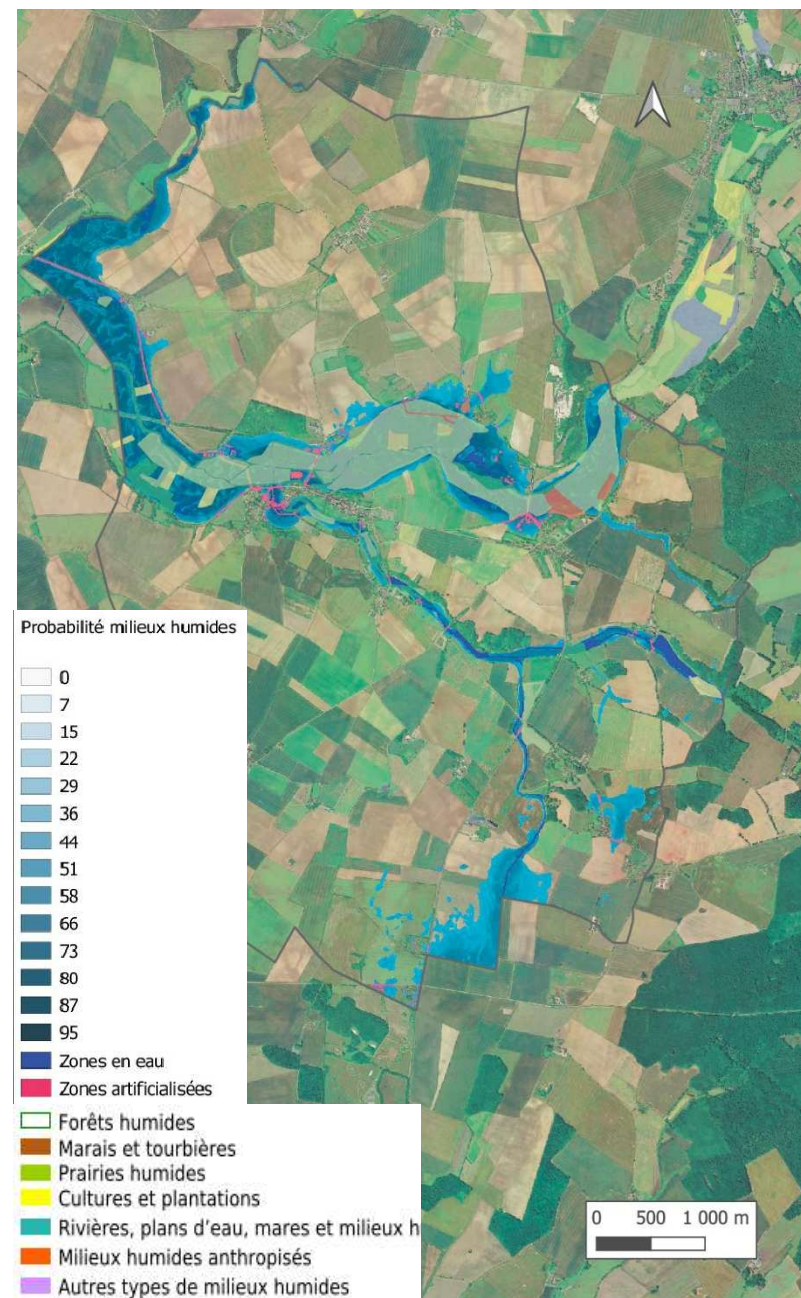 Probabilité milieux humides
0
7
15
22
29
36
44
51
58
66
73
80
87
95
Zones en eau
Zones artificialisées
Forêts humides
Marais et tourbières
Prairies humides
Cultures et plantations
Rivières, plans d'eau, mares et milieux h
Milieux humides anthropisés
Autres types de milieux humides
0 500 1 000 m